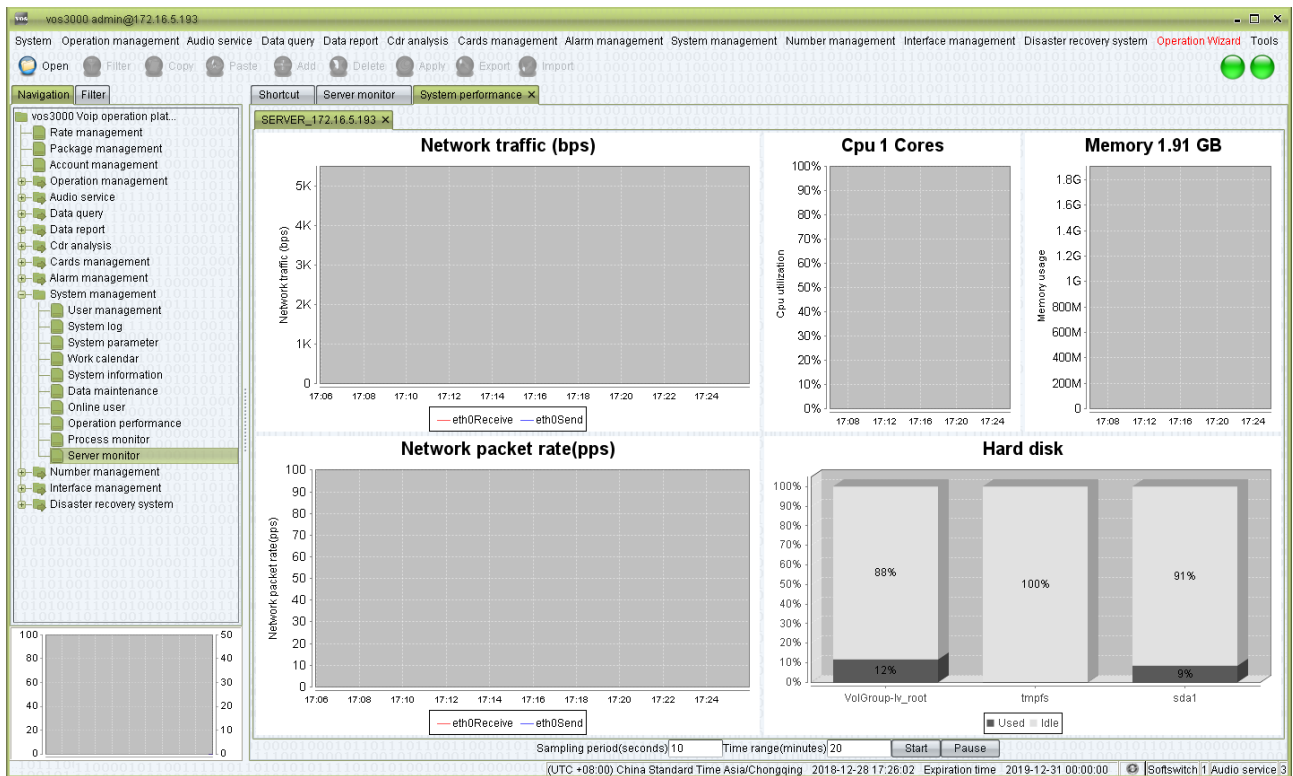 vos vos3000 admin@172.16.5.193
System Operation management Audio service Data query Data report Cdr analysis Cards management Alarm management System management Number management Interface management Disaster recovery system Operation Wizard Tools
Open Filter Copy Paste Add Delete Apply Export Import
Navigation Filter
vos3000 Voip operation plat...
Rate management
Package management
Account management
Operation management
Audio service
Data query
Data report
Cdr analysis
Cards management
Alarm management
System management
User management
System log
System parameter
Work calendar
System information
Data maintenance
Online user
Operation performance
Process monitor
Server monitor
Number management
Interface management
Disaster recovery system
100 50
80 40
60 30
40 20
20 10
0 0
Shortcut Server monitor System performance ×
SERVER_172.16.5.193 ×
Network traffic (bps)
Network traffic (bps)
5K
4K
3K
2K
1K
0
17:06 17:08 17:10 17:12 17:14 17:16 17:18 17:20 17:22 17:24
eth0Receive eth0Send
Cpu 1 Cores
Cpu utilization
100%
90%
80%
70%
60%
50%
40%
30%
20%
10%
0%
17:08 17:12 17:16 17:20 17:24
Memory 1.91 GB
Memory usage
1.8G
1.6G
1.4G
1.2G
1G
800M
600M
400M
200M
0
17:08 17:12 17:16 17:20 17:24
Network packet rate(pps)
Network packet rate(pps)
100
90
80
70
60
50
40
30
20
10
0
17:06 17:08 17:10 17:12 17:14 17:16 17:18 17:20 17:22 17:24
eth0Receive eth0Send
Hard disk
100%
90%
80%
70%
60%
50%
40%
30%
20%
10%
0%
88% 100% 91%
12% 9%
VolGroup-lv_root tmpfs sda1
Used Idle
Sampling period(seconds) 10 Time range(minutes) 20 Start Pause
(UTC +08:00) China Standard Time Asia/Chongqing 2018-12-28 17:26:02 Expiration time 2019-12-31 00:00:00 Softswitch 1 Audio service 3